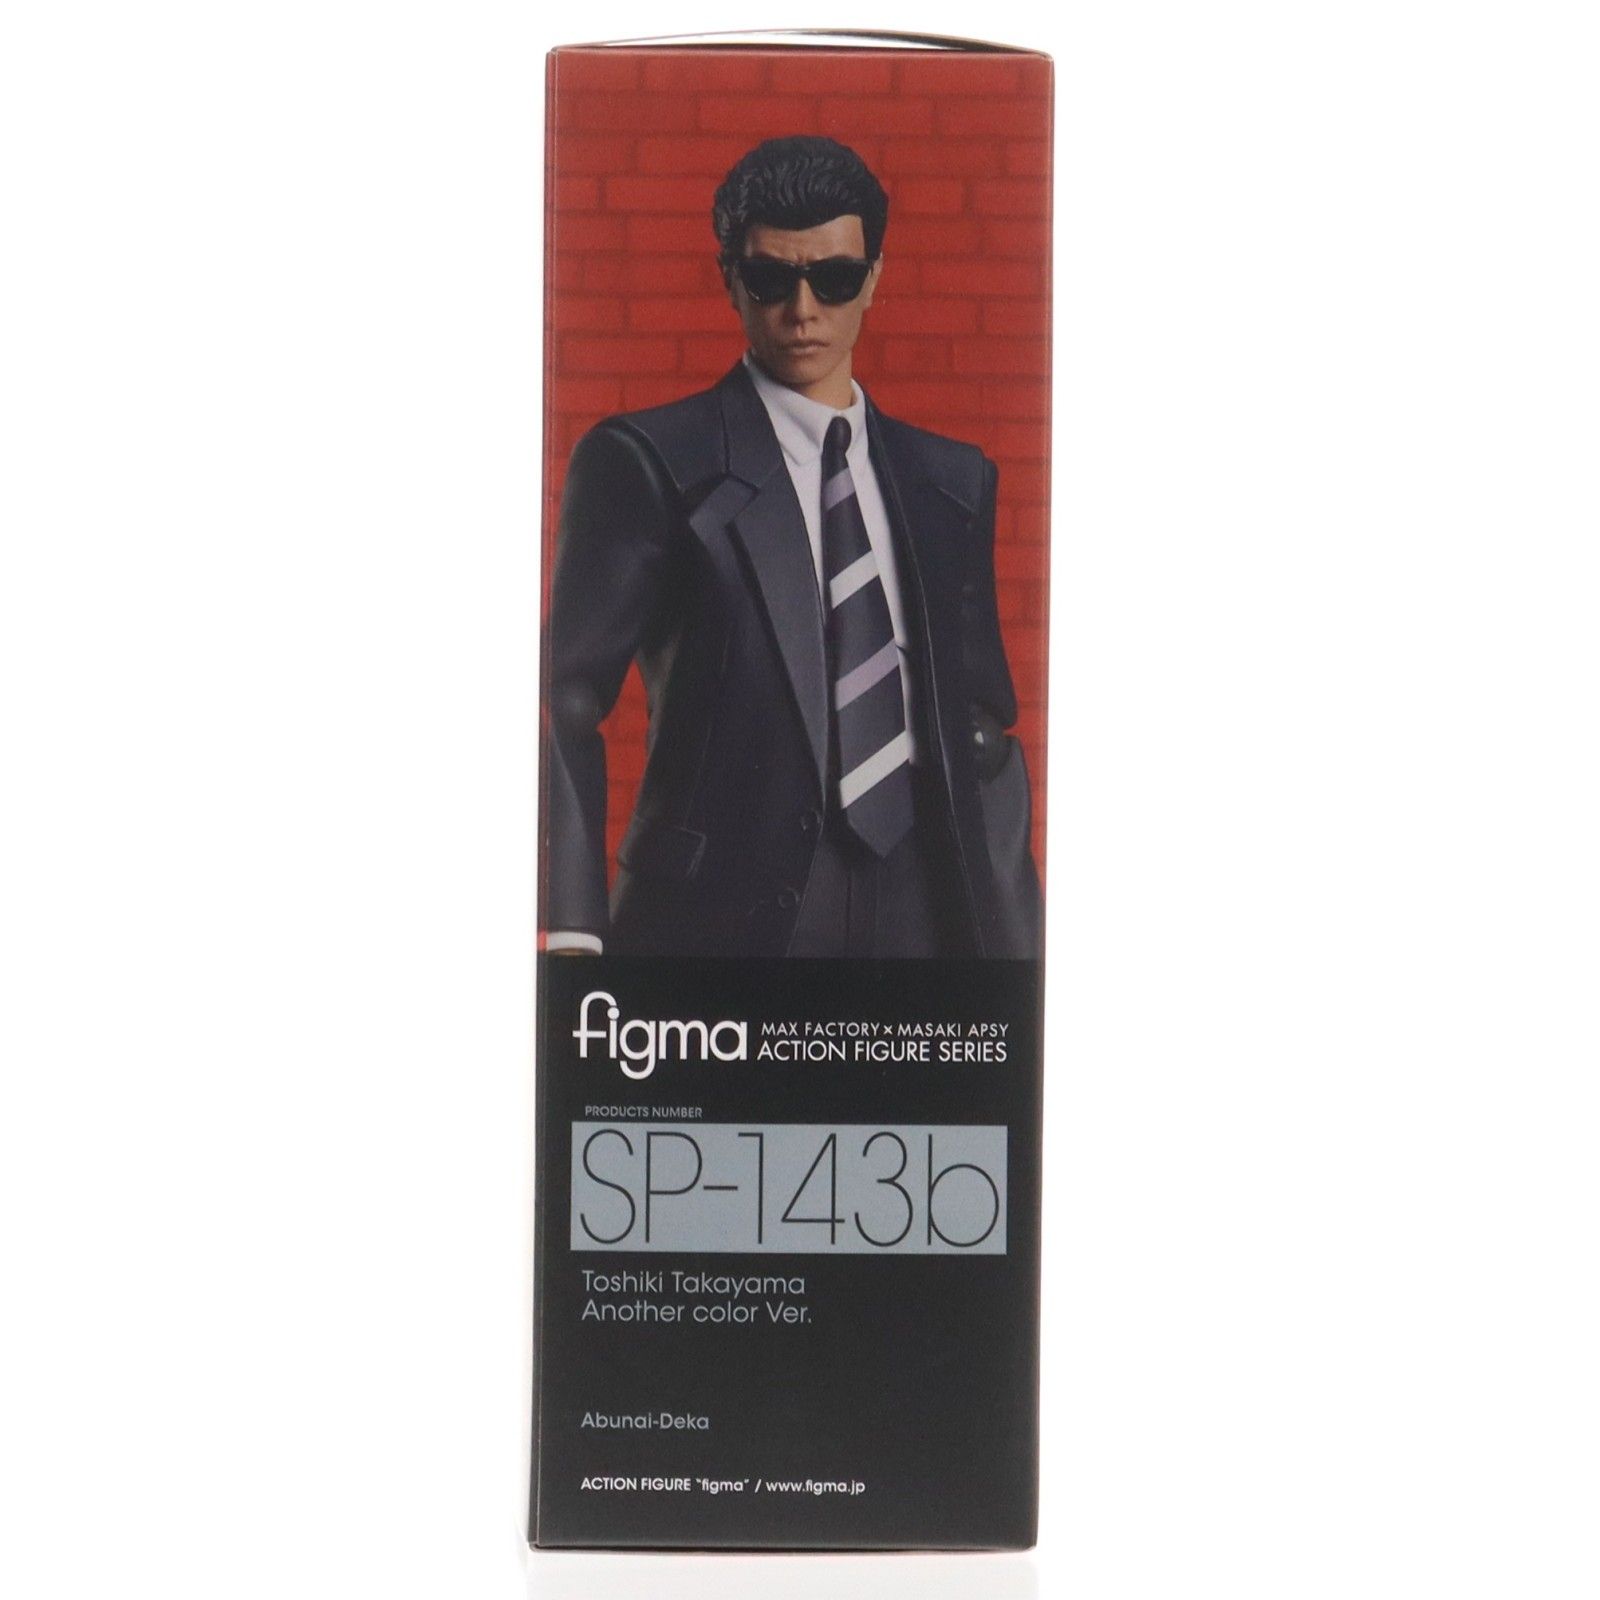 figma
MAX FACTORY × MASAKI APSY
ACTION FIGURE SERIES
PRODUCTS NUMBER
SP-143b
Toshiki Takayama
Another color Ver.
Abunai-Deka
ACTION FIGURE "figma" / www.figma.jp